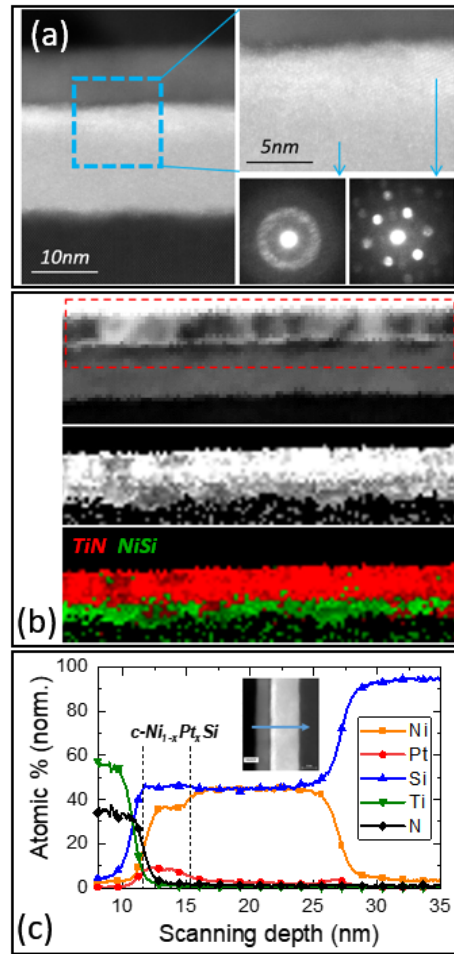 (a)
5nm
10nm
TiN NiSi
(b)
c-Ni1-xPtxSi
100
80
60
40
20
0
Atomic % (norm.)
Ni
Pt
Si
Ti
N
10 15 20 25 30 35
Scanning depth (nm)
(c)